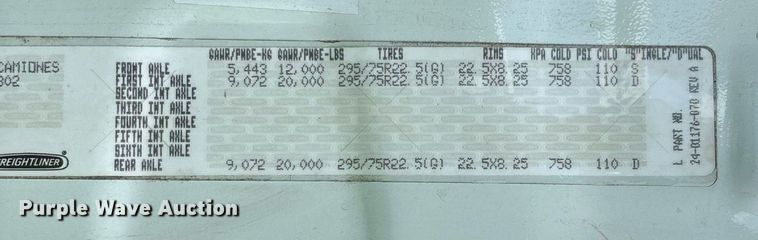 GAWR/PNBE-KG GAWR/PNBE-LBS TIRES RIMS KPA COLD PSI COLD "S"INGLE/"D"UAL
CAMIONES FRONT AXLE 5,443 12,000 295/75R22.5(G) 22.5X8.25 758 110 S
802 FIRST INT AXLE 9,072 20,000 295/75R22.5(G) 22.5X8.25 758 110 D
SECOND INT AXLE
THIRD INT AXLE
FOURTH INT AXLE
FIFTH INT AXLE
SIXTH INT AXLE
FREIGHTLINER REAR AXLE 9,072 20,000 295/75R22.5(G) 22.5X8.25 758 110 D
L PART NO.
24-01176-070 REV A
Purple Wave Auction